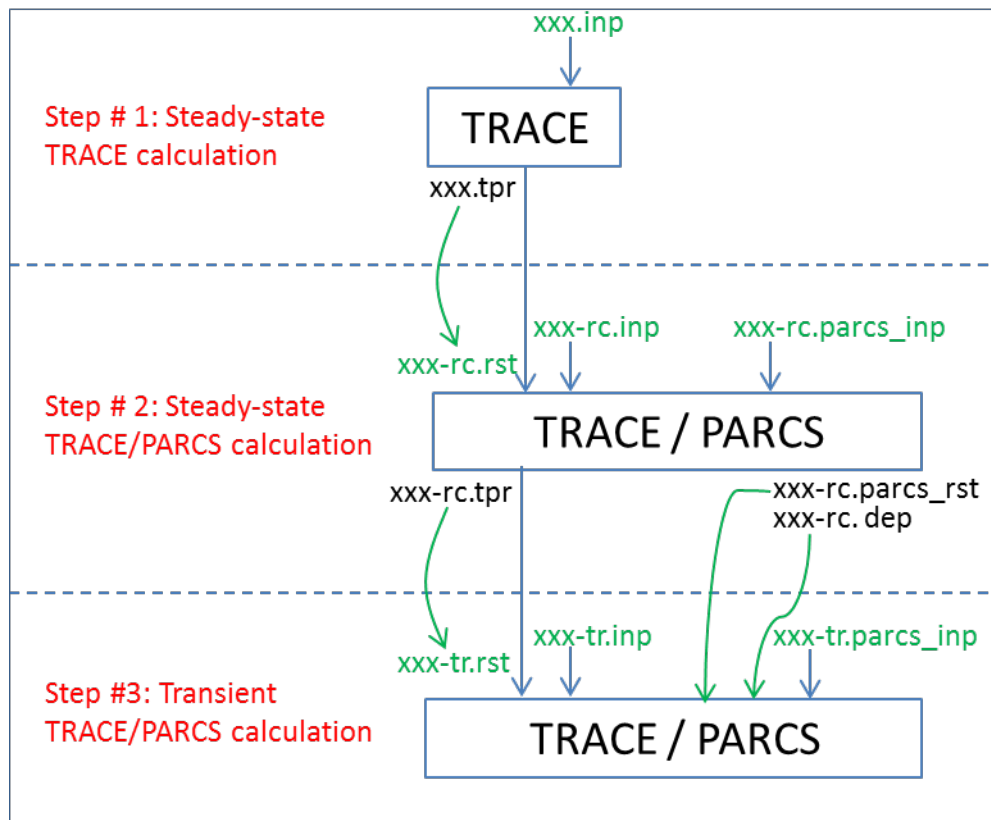 xxx.inp
Step # 1: Steady-state
TRACE calculation
TRACE
xxx.tpr
xxx-rc.inp
xxx-rc.parcs_inp
xxx-rc.rst
Step # 2: Steady-state
TRACE/PARCS calculation
TRACE / PARCS
xxx-rc.tpr
xxx-rc.parcs_rst
xxx-rc. dep
xxx-tr.inp
xxx-tr.parcs_inp
xxx-tr.rst
Step #3: Transient
TRACE/PARCS calculation
TRACE / PARCS